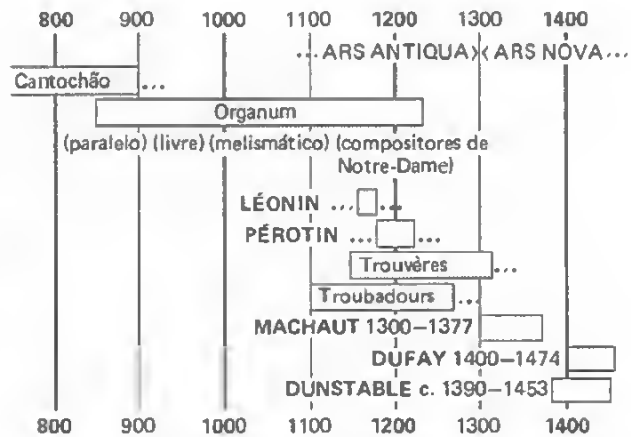 800 900 1000 1100 1200 1300 1400
...ARS ANTIQUA〉〈ARS NOVA...
Cantochão ...
Organum
(paralelo) (livre) (melismático) (compositores de
Notre-Dame)
LÉONIN ... ...
PÉROTIN ... ...
Trouvères ...
Troubadours ...
MACHAUT 1300–1377
DUFAY 1400–1474
DUNSTABLE c. 1390–1453
800 900 1000 1100 1200 1300 1400